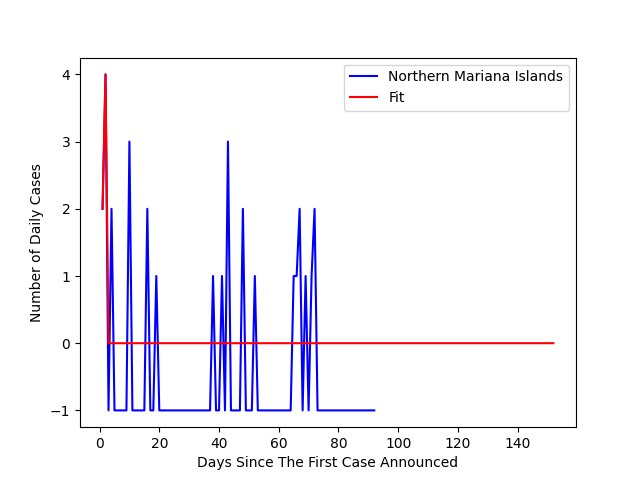 Northern Mariana Islands
Fit
Number of Daily Cases
4
3
2
1
0
−1
0 20 40 60 80 100 120 140
Days Since The First Case Announced